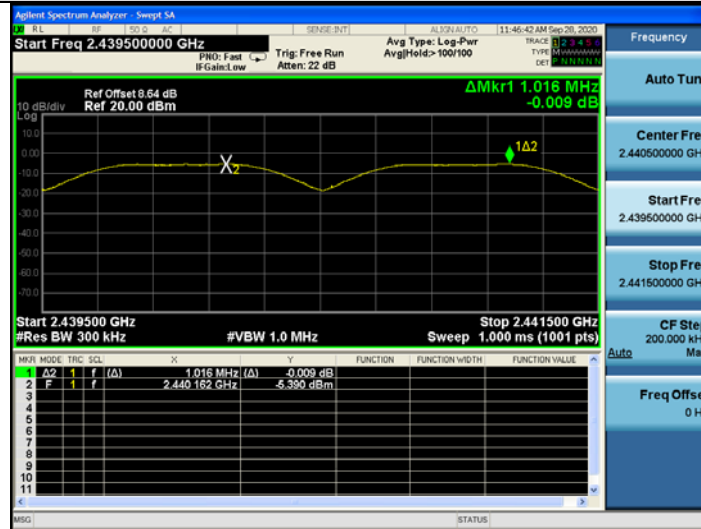 Agilent Spectrum Analyzer - Swept SA
RL RF 50 Ω AC SENSE:INT ALIGNAUTO 11:46:42 AM Sep 28, 2020
Start Freq 2.439500000 GHz
PNO: Fast
IFGain:Low
Trig: Free Run
Atten: 22 dB
Avg Type: Log-Pwr
Avg|Hold:>100/100
TRACE 1 2 3 4 5 6
TYPE M
DET P N N N N N
ΔMkr1 1.016 MHz
-0.009 dB
Ref Offset 8.64 dB
Ref 20.00 dBm
10 dB/div
Log
10.0
0.00
-10.0
-20.0
-30.0
-40.0
-50.0
-60.0
-70.0
X2
1Δ2
Start 2.439500 GHz
Stop 2.441500 GHz
#Res BW 300 kHz
#VBW 1.0 MHz
Sweep 1.000 ms (1001 pts)
MKR MODE TRC SCL X Y FUNCTION FUNCTION WIDTH FUNCTION VALUE
1 Δ2 1 f (Δ) 1.016 MHz (Δ) -0.009 dB
2 F 1 f 2.440 162 GHz -5.390 dBm
3
4
5
6
7
8
9
10
11
MSG
STATUS
Frequency
Auto Tun
Center Fre
2.440500000 GH
Start Fre
2.439500000 GH
Stop Fre
2.441500000 GH
CF Ste
200.000 kH
Auto Ma
Freq Offse
0 H